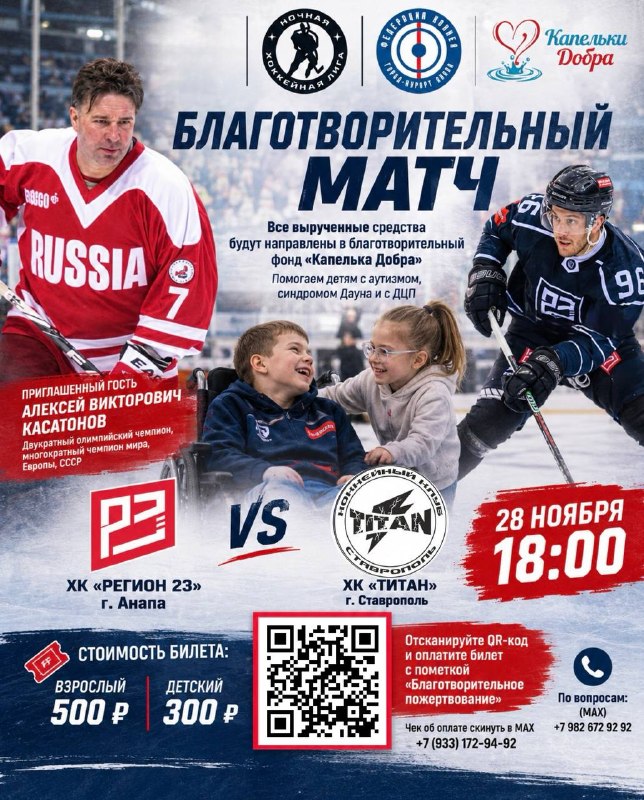 НОЧНАЯ
ХОККЕЙНАЯ ЛИГА
ФЕДЕРАЦИЯ ХОККЕЯ
ГОРОД-КУРОРТ АНАПА
Капельки
Добра
БЛАГОТВОРИТЕЛЬНЫЙ
МАТЧ
Все вырученные средства
будут направлены в благотворительный
фонд «Капелька Добра»
Помогаем детям с аутизмом,
синдромом Дауна и с ДЦП
RUSSIA
7
96
ПРИГЛАШЕННЫЙ ГОСТЬ
АЛЕКСЕЙ ВИКТОРОВИЧ
КАСАТОНОВ
Двукратный олимпийский чемпион,
многократный чемпион мира,
Европы, СССР
РЭ
VS
ХОККЕЙНЫЙ КЛУБ
TITAN
СТАВРОПОЛЬ
28 НОЯБРЯ
18:00
ХК «РЕГИОН 23»
г. Анапа
ХК «ТИТАН»
г. Ставрополь
СТОИМОСТЬ БИЛЕТА:
ВЗРОСЛЫЙ
500 ₽
ДЕТСКИЙ
300 ₽
Отсканируйте QR-код
и оплатите билет
с пометкой
«Благотворительное
пожертвование»
Чек об оплате скинуть в MAX
+7 (933) 172-94-92
По вопросам:
(MAX)
+7 982 672 92 92